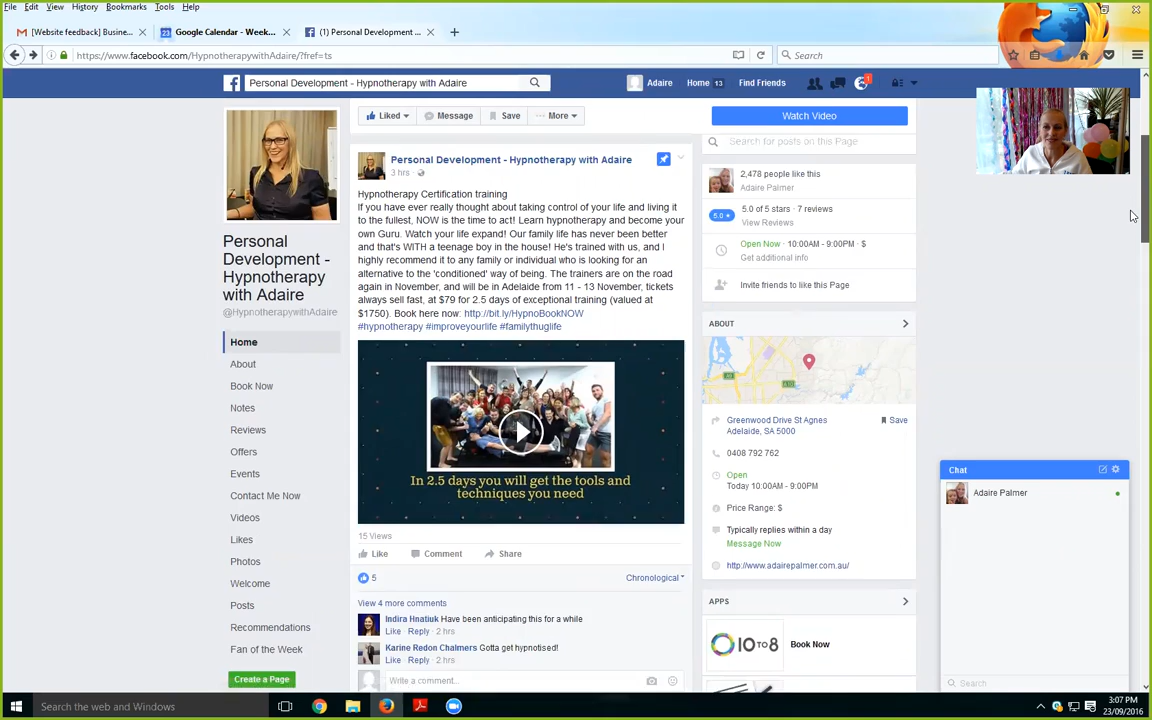 File Edit View History Bookmarks Tools Help
[Website feedback] Busine...
Google Calendar - Week...
(1) Personal Development ...
https://www.facebook.com/HypnotherapywithAdaire/?fref=ts
Search
Personal Development - Hypnotherapy with Adaire
Adaire
Home 13
Find Friends
1
Liked
Message
Save
More
Watch Video
Search for posts on this Page
Personal
Development -
Hypnotherapy
with Adaire
@HypnotherapywithAdaire
Home
About
Book Now
Notes
Reviews
Offers
Events
Contact Me Now
Videos
Likes
Photos
Welcome
Posts
Recommendations
Fan of the Week
Create a Page
Personal Development - Hypnotherapy with Adaire
3 hrs
Hypnotherapy Certification training
If you have ever really thought about taking control of your life and living it
to the fullest, NOW is the time to act! Learn hypnotherapy and become your
own Guru. Watch your life expand! Our family life has never been better
and that's WITH a teenage boy in the house! He's trained with us, and I
highly recommend it to any family or individual who is looking for an
alternative to the 'conditioned' way of being. The trainers are on the road
again in November, and will be in Adelaide from 11 - 13 November, tickets
always sell fast, at $79 for 2.5 days of exceptional training (valued at
$1750). Book here now: http://bit.ly/HypnoBookNOW
#hypnotherapy #improveyourlife #familythuglife
In 2.5 days you will get the tools and
techniques you need
15 Views
Like Comment Share
5
Chronological
View 4 more comments
Indira Hnatiuk Have been anticipating this for a while
Like · Reply · 2 hrs
Karine Redon Chalmers Gotta get hypnotised!
Like · Reply · 2 hrs
Write a comment...
2,478 people like this
Adaire Palmer
5.0
5.0 of 5 stars · 7 reviews
View Reviews
Open Now · 10:00AM - 9:00PM · $
Get additional info
Invite friends to like this Page
ABOUT
Greenwood Drive St Agnes
Adelaide, SA 5000
Save
0408 792 762
Open
Today 10:00AM - 9:00PM
Price Range: $
Typically replies within a day
Message Now
http://www.adairepalmer.com.au/
APPS
10TO8
Book Now
Chat
Adaire Palmer
Search
Search the web and Windows
3:07 PM
23/09/2016